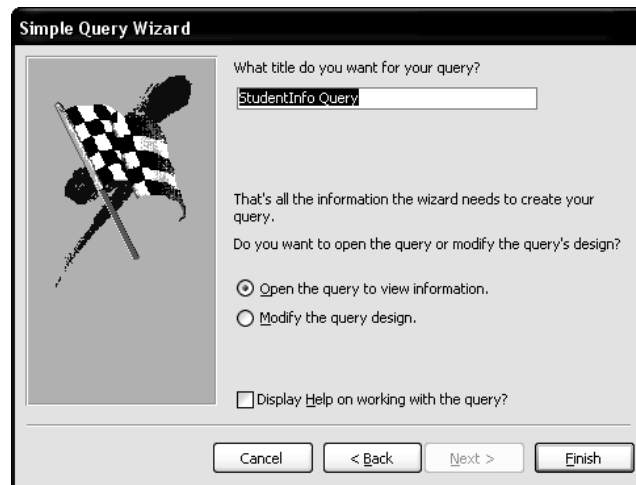 Simple Query Wizard
What title do you want for your query?
StudentInfo Query
That's all the information the wizard needs to create your
query.
Do you want to open the query or modify the query's design?
Open the query to view information.
Modify the query design.
Display Help on working with the query?
Cancel
< Back
Next >
Finish